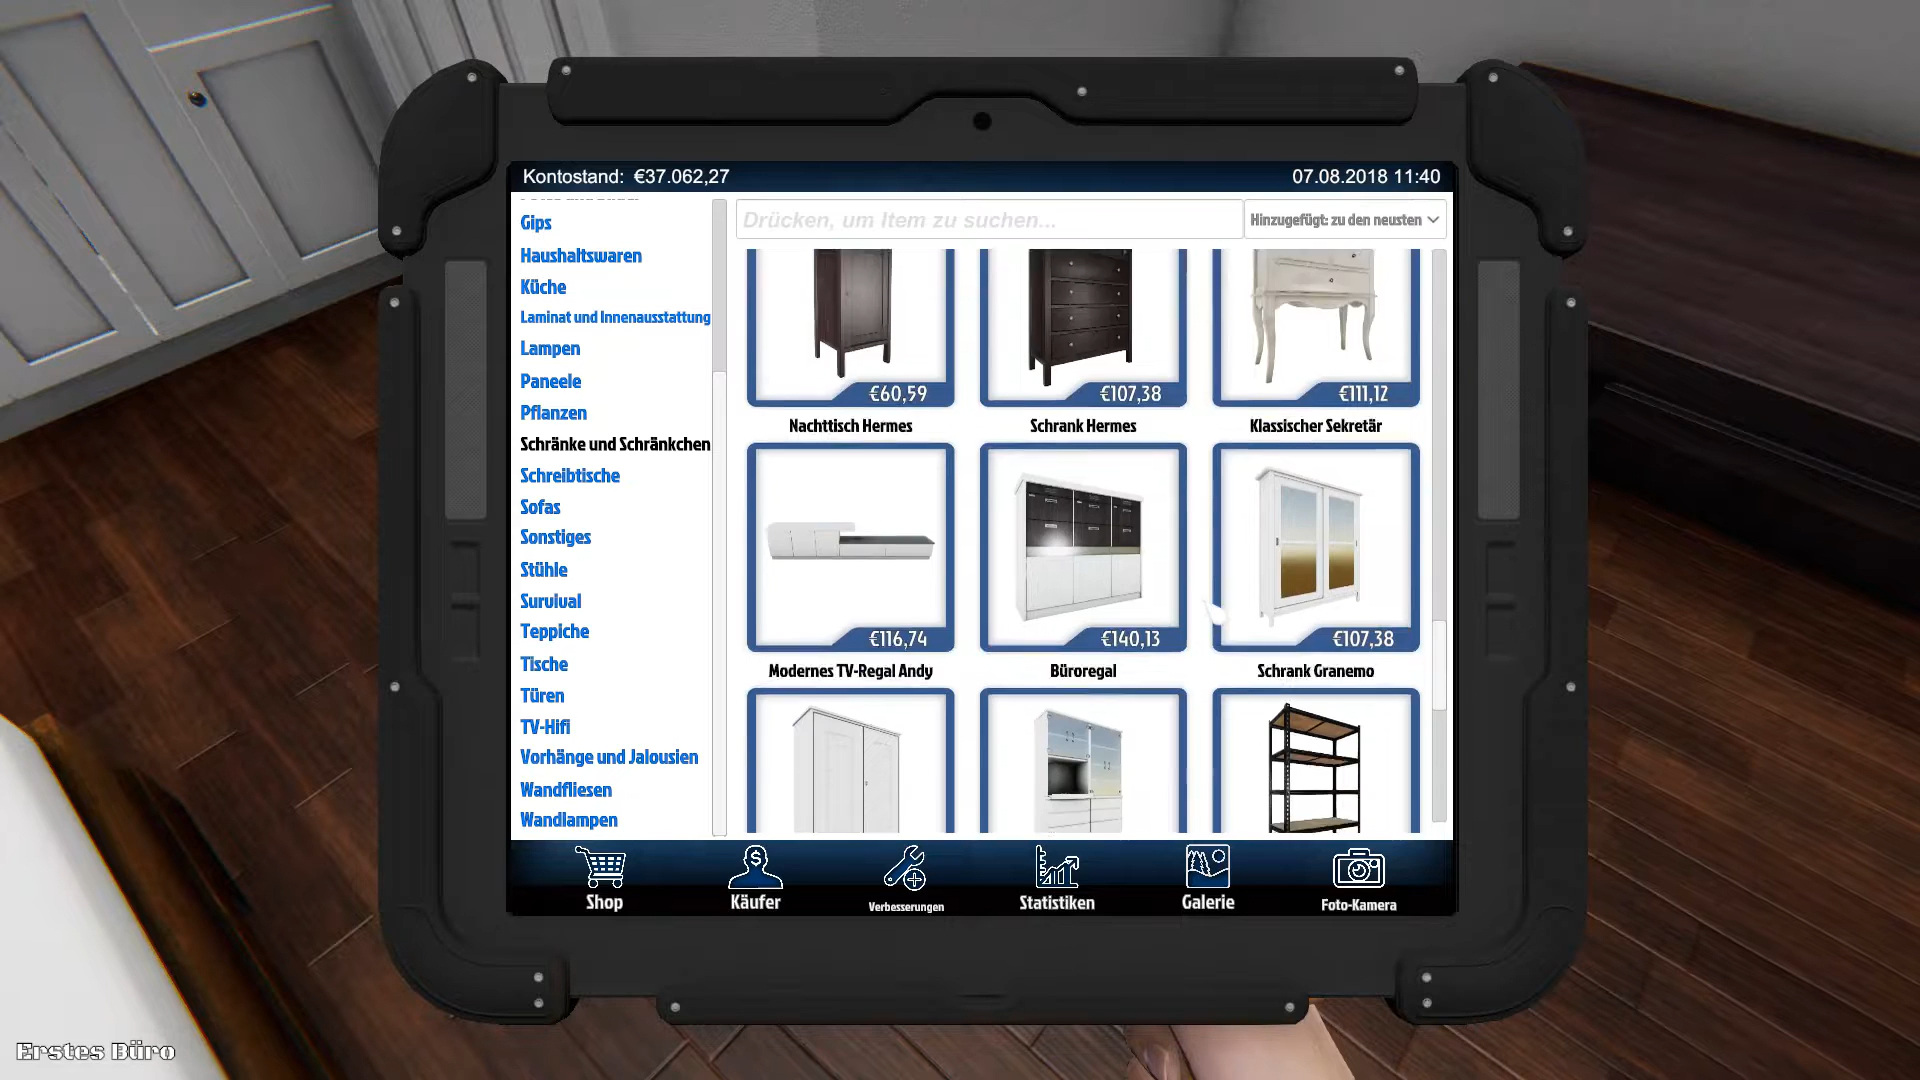 Kontostand: €37.062,27
07.08.2018 11:40
Gips
Haushaltswaren
Küche
Laminat und Innenausstattung
Lampen
Paneele
Pflanzen
Schränke und Schränkchen
Schreibtische
Sofas
Sonstiges
Stühle
Survival
Teppiche
Tische
Türen
TV-Hifi
Vorhänge und Jalousien
Wandfliesen
Wandlampen
Drücken, um Item zu suchen...
Hinzugefügt: zu den neusten
€60,59
€107,38
€111,12
Nachttisch Hermes
Schrank Hermes
Klassischer Sekretär
€116,74
€140,13
€107,38
Modernes TV-Regal Andy
Büroregal
Schrank Granemo
Shop
Käufer
Verbesserungen
Statistiken
Galerie
Foto-Kamera
Erstes Büro